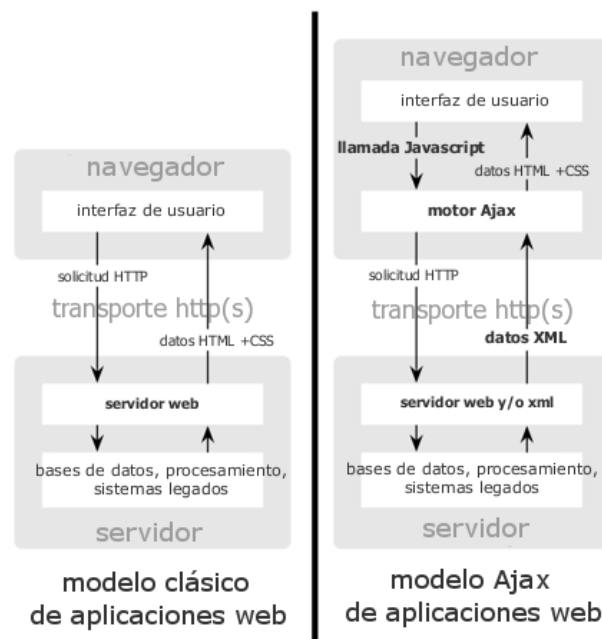 navegador
interfaz de usuario
solicitud HTTP
transporte http(s)
datos HTML +CSS
servidor web
bases de datos, procesamiento,
sistemas legados
servidor
modelo clásico
de aplicaciones web
navegador
interfaz de usuario
llamada Javascript
datos HTML +CSS
motor Ajax
solicitud HTTP
transporte http(s)
datos XML
servidor web y/o xml
bases de datos, procesamiento,
sistemas legados
servidor
modelo Ajax
de aplicaciones web